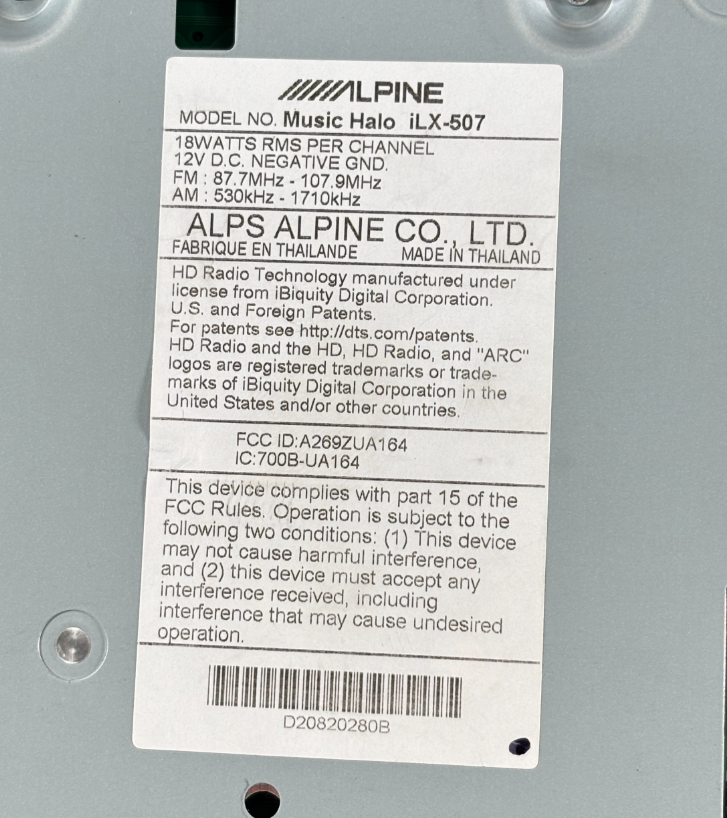 ALPINE
MODEL NO. Music Halo iLX-507
18WATTS RMS PER CHANNEL
12V D.C. NEGATIVE GND.
FM : 87.7MHz - 107.9MHz
AM : 530kHz - 1710kHz
ALPS ALPINE CO., LTD.
FABRIQUE EN THAILANDE MADE IN THAILAND
HD Radio Technology manufactured under
license from iBiquity Digital Corporation.
U.S. and Foreign Patents.
For patents see http://dts.com/patents.
HD Radio and the HD, HD Radio, and "ARC"
logos are registered trademarks or trade-
marks of iBiquity Digital Corporation in the
United States and/or other countries.
FCC ID:A269ZUA164
IC:700B-UA164
This device complies with part 15 of the
FCC Rules. Operation is subject to the
following two conditions: (1) This device
may not cause harmful interference,
and (2) this device must accept any
interference received, including
interference that may cause undesired
operation.
D20820280B